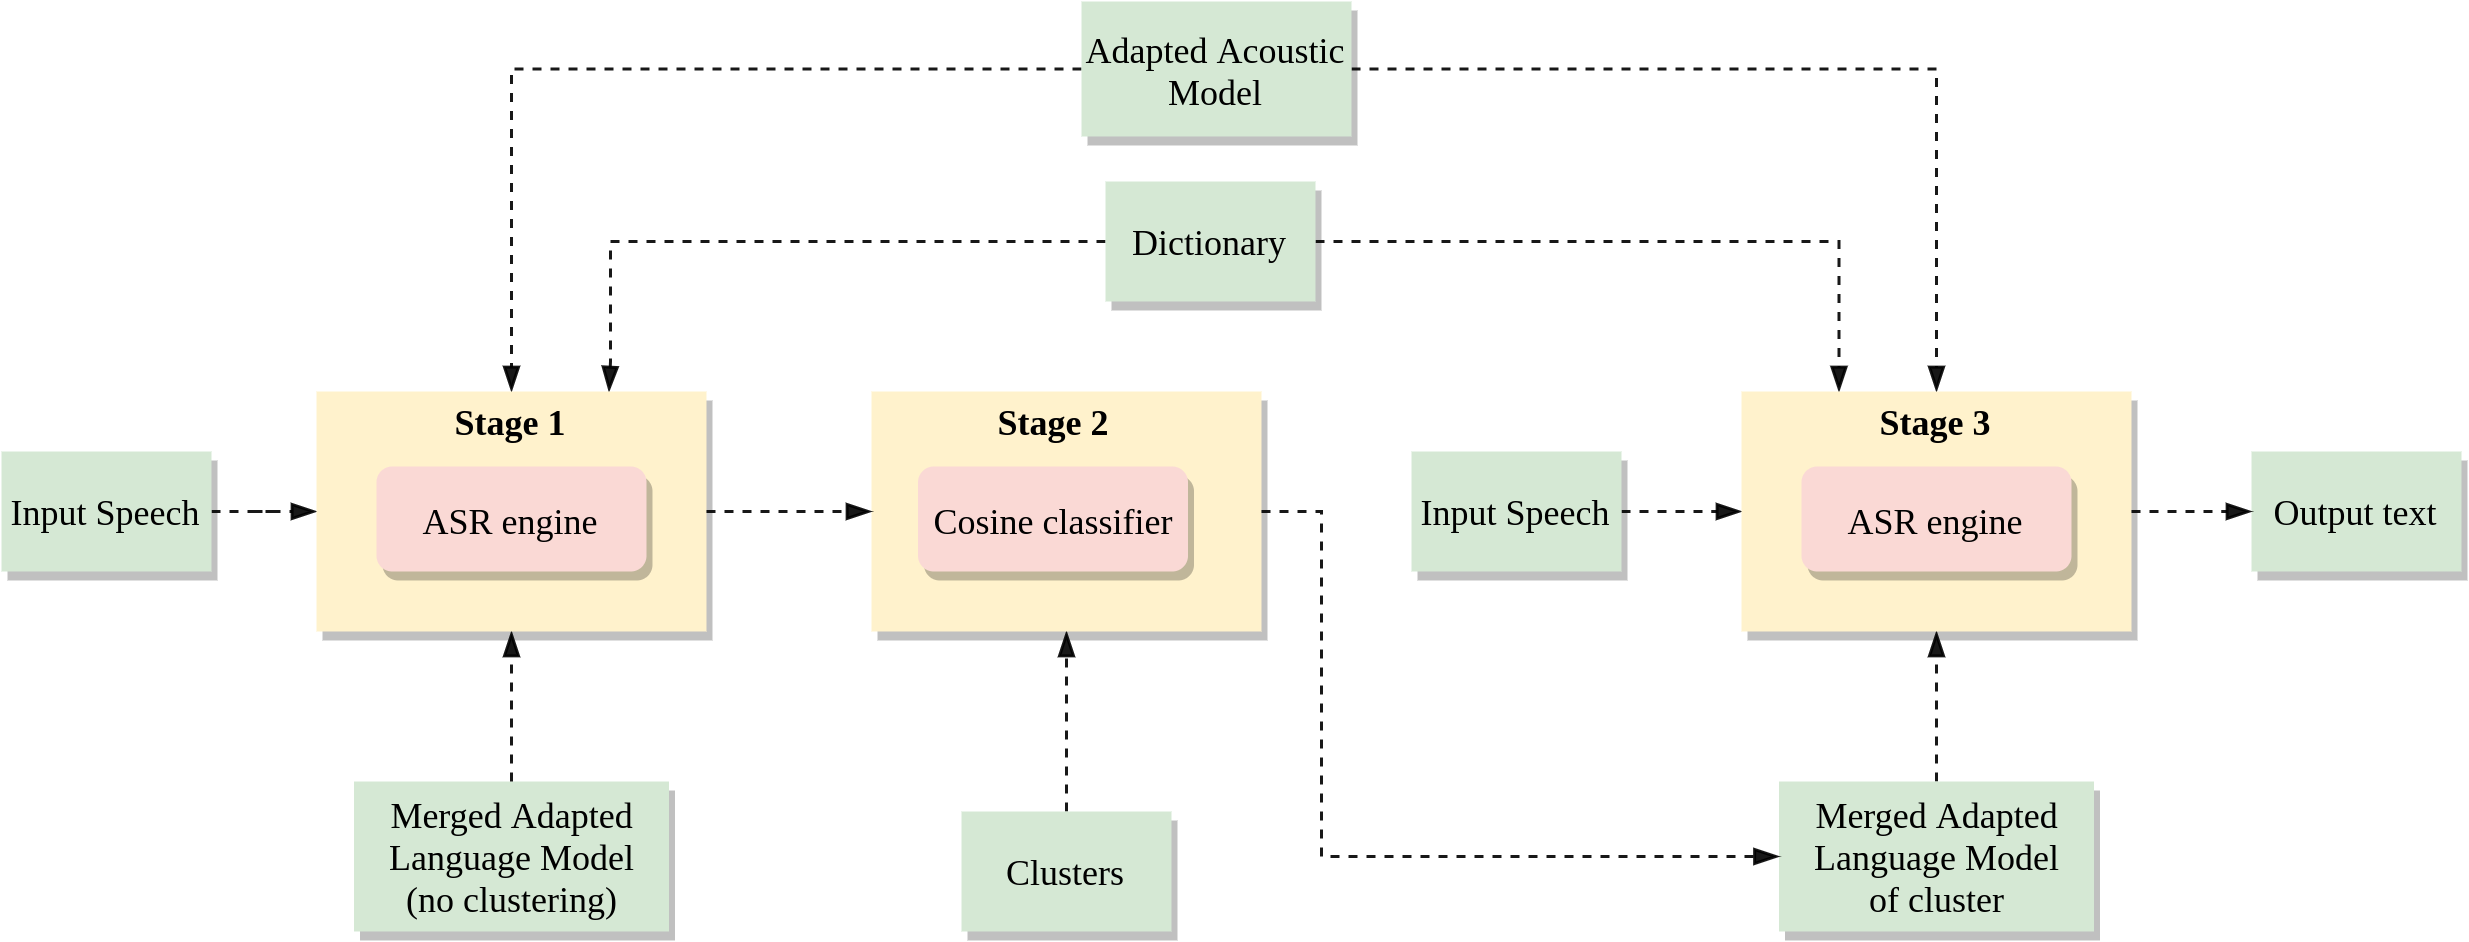 Adapted Acoustic
Model
Dictionary
Stage 1
Stage 2
Stage 3
Input Speech
ASR engine
Cosine classifier
Input Speech
ASR engine
Output text
Merged Adapted
Language Model
(no clustering)
Clusters
Merged Adapted
Language Model
of cluster